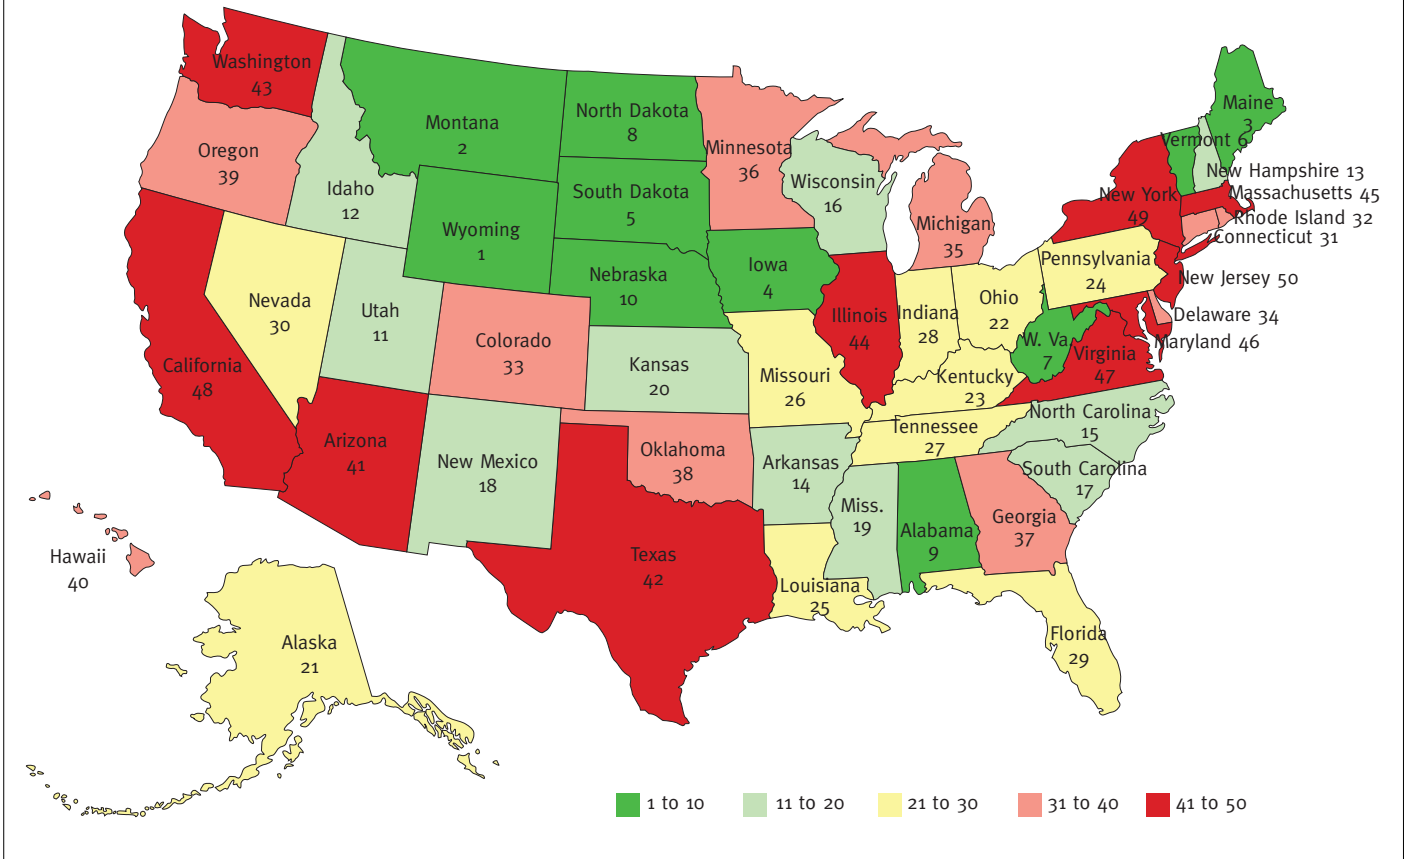 Washington
43
Oregon
39
California
48
Nevada
30
Idaho
12
Montana
2
Wyoming
1
Utah
11
Arizona
41
Colorado
33
New Mexico
18
North Dakota
8
South Dakota
5
Nebraska
10
Kansas
20
Oklahoma
38
Texas
42
Minnesota
36
Iowa
4
Missouri
26
Arkansas
14
Louisiana
25
Wisconsin
16
Illinois
44
Michigan
35
Indiana
28
Ohio
22
Kentucky
23
Tennessee
27
Miss.
19
Alabama
9
Georgia
37
Florida
29
South Carolina
17
North Carolina
15
Virginia
47
W. Va.
7
Pennsylvania
24
New York
49
Maine
3
Vermont 6
New Hampshire 13
Massachusetts 45
Rhode Island 32
Connecticut 31
New Jersey 50
Delaware 34
Maryland 46
Hawaii
40
Alaska
21
1 to 10
11 to 20
21 to 30
31 to 40
41 to 50